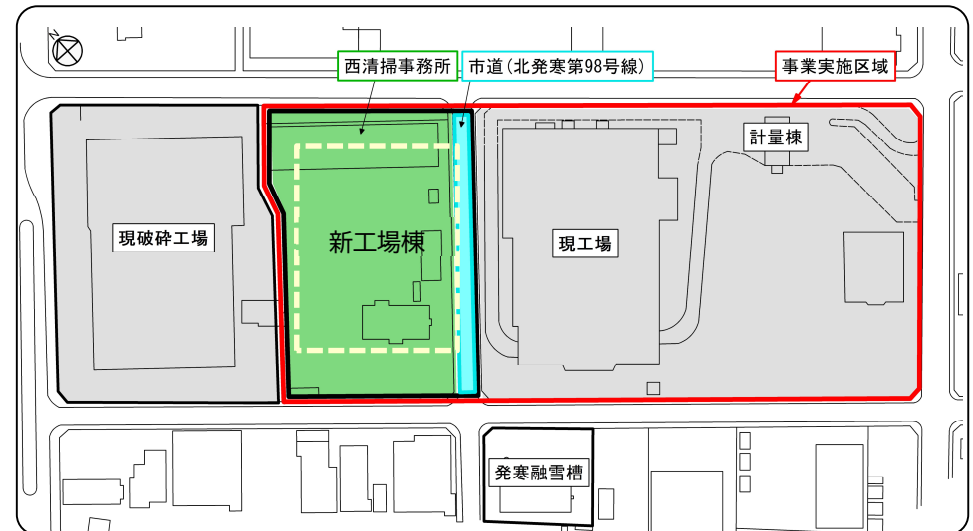 N
西清掃事務所
市道(北発寒第98号線)
事業実施区域
計量棟
現破砕工場
新工場棟
現工場
発寒融雪槽